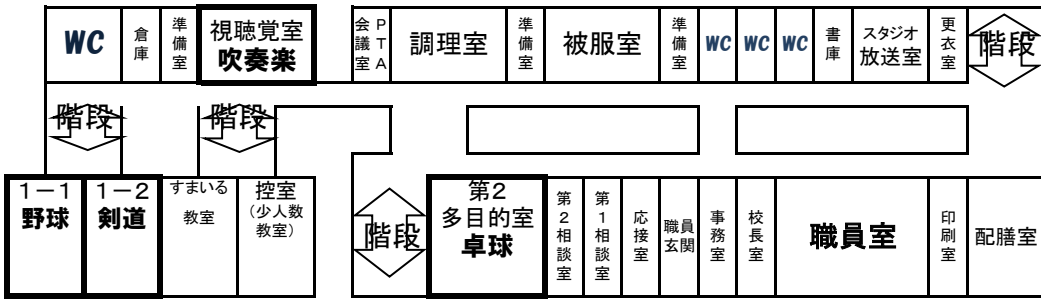 WC
倉庫
準備室
視聴覚室
吹奏楽
PTA
会議室
調理室
準備室
被服室
準備室
WC
WC
WC
書庫
スタジオ
放送室
更衣室
階段
階段
階段
1－1
野球
1－2
剣道
すまいる
教室
控室
(少人数
教室)
階段
第2
多目的室
卓球
第2相談室
第1相談室
応接室
職員
玄関
事務室
校長室
職員室
印刷室
配膳室